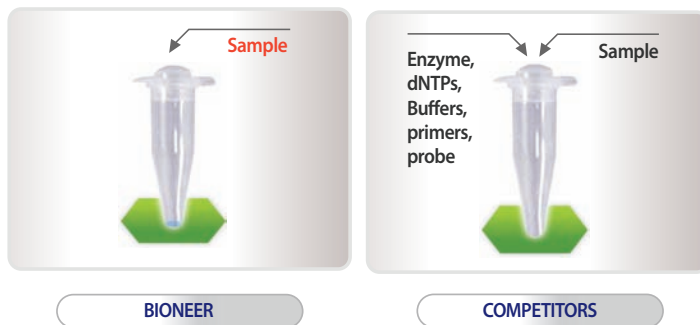 Sample
Enzyme,
dNTPs,
Buffers,
primers,
probe
Sample
BIONEER
COMPETITORS